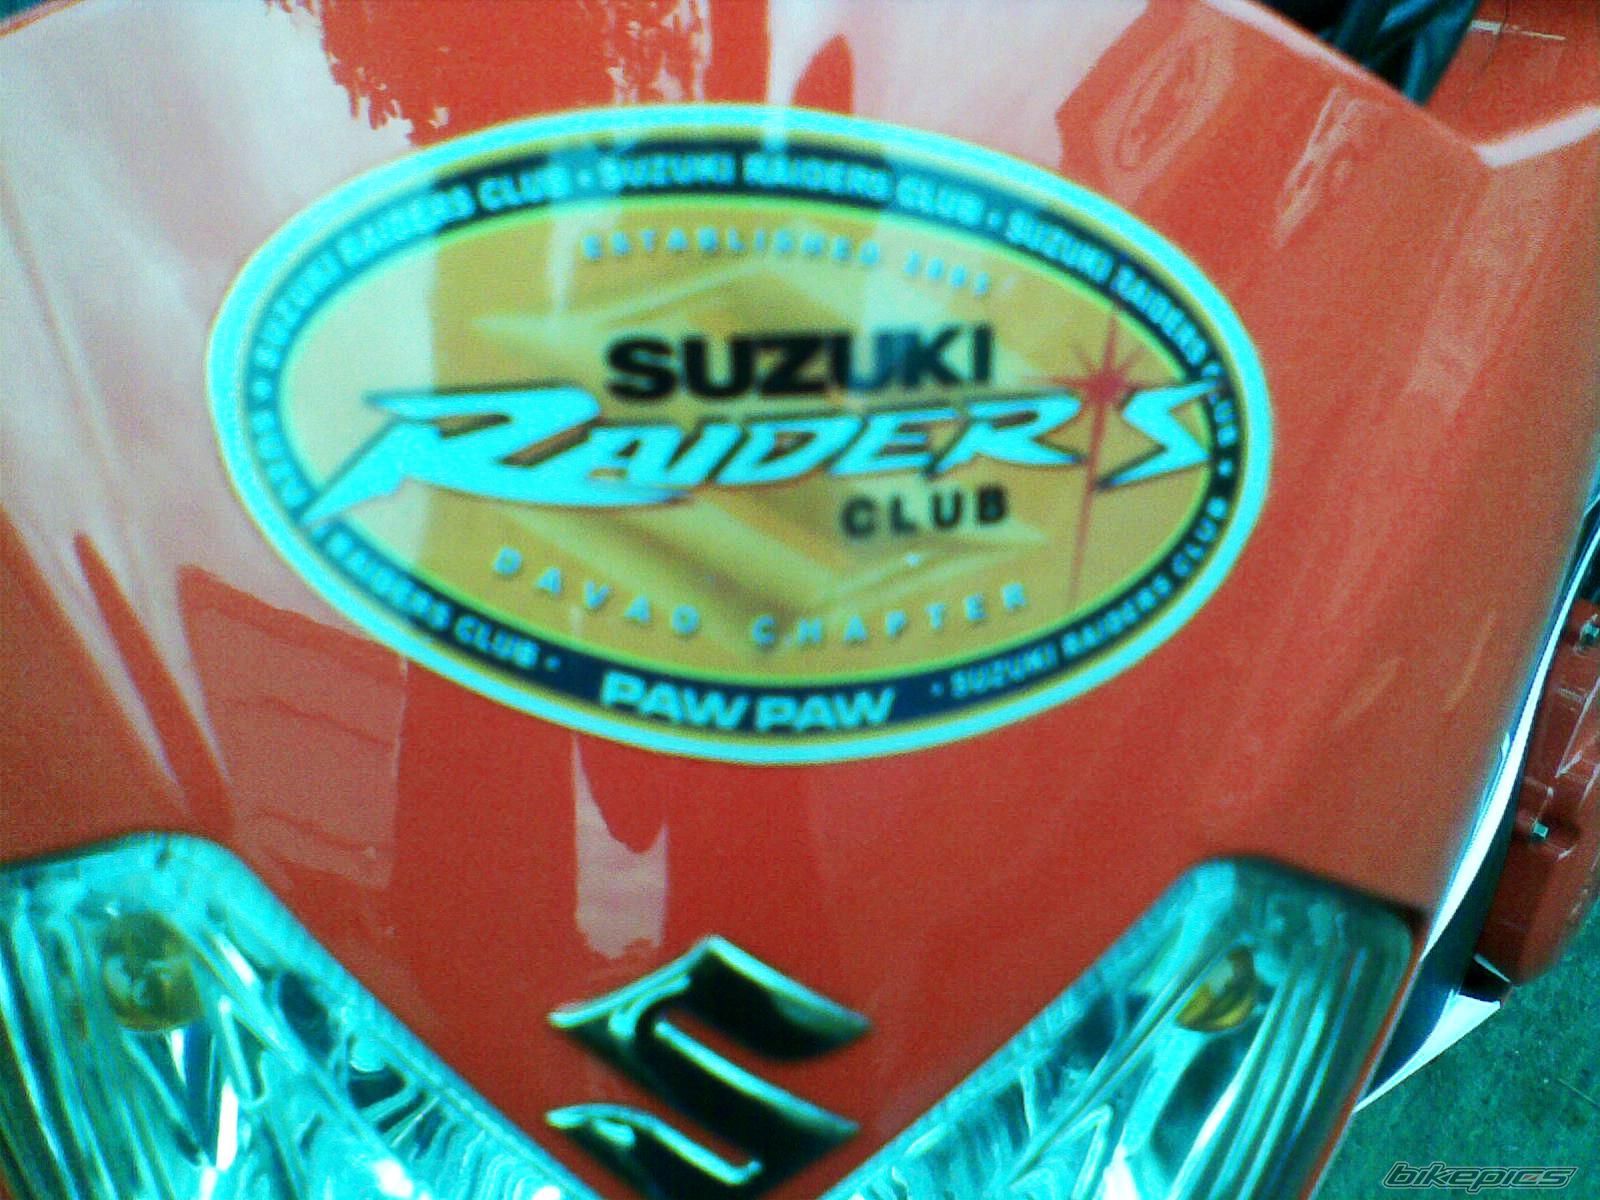 SUZUKI RAIDERS CLUB • SUZUKI RAIDERS CLUB • SUZUKI RAIDERS CLUB •
ESTABLISHED
SUZUKI
RAIDER'S
CLUB
DAVAO CHAPTER
RAIDERS CLUB •
PAW PAW
• SUZUKI RAIDERS CLUB
bikepics